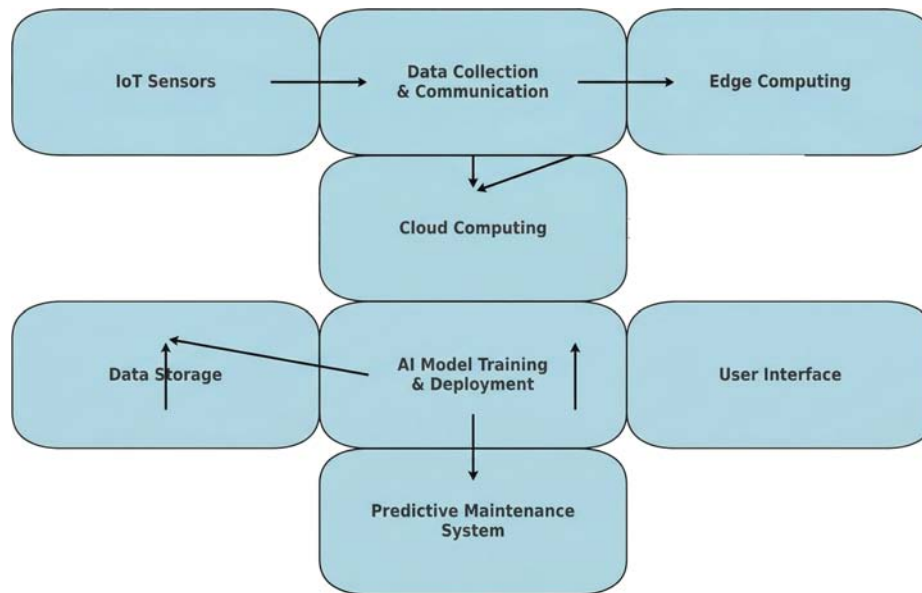 IoT Sensors
Data Collection
& Communication
Edge Computing
Cloud Computing
Data Storage
AI Model Training
& Deployment
User Interface
Predictive Maintenance
System